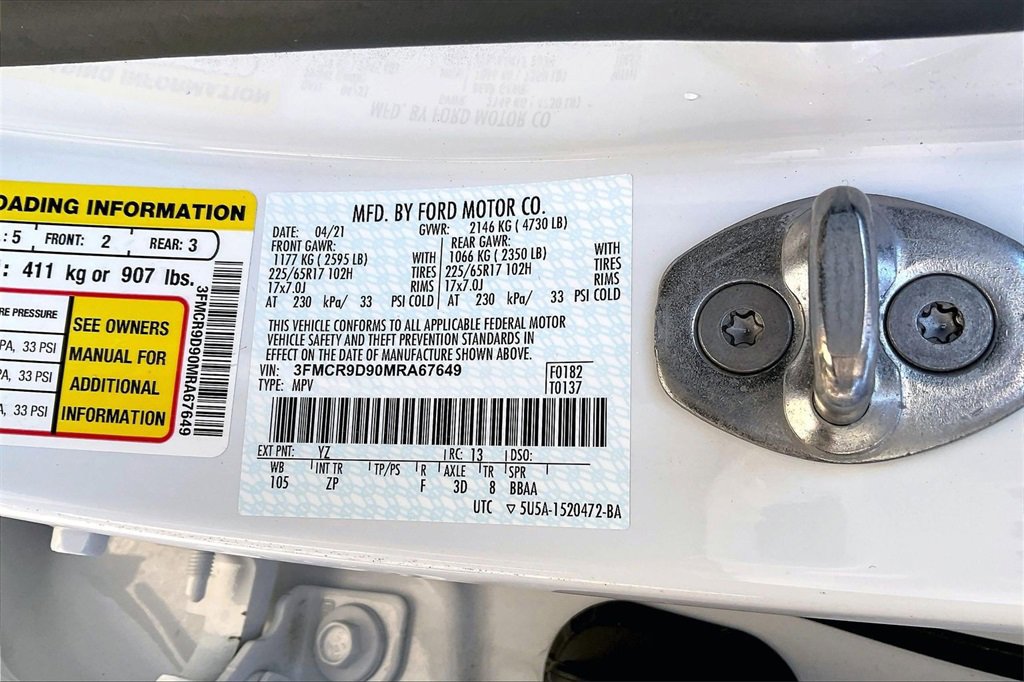 OADING INFORMATION
: 5 FRONT: 2 REAR: 3
: 411 kg or 907 lbs.
RE PRESSURE
PA, 33 PSI
PA, 33 PSI
A, 33 PSI
SEE OWNERS
MANUAL FOR
ADDITIONAL
INFORMATION
3FMCR9D90MRA67649
MFD. BY FORD MOTOR CO.
DATE: 04/21 GVWR: 2146 KG ( 4730 LB)
FRONT GAWR: REAR GAWR:
1177 KG ( 2595 LB) WITH 1066 KG ( 2350 LB) WITH
225/65R17 102H TIRES 225/65R17 102H TIRES
17x7.0J RIMS 17x7.0J RIMS
AT 230 kPa/ 33 PSI COLD AT 230 kPa/ 33 PSI COLD
THIS VEHICLE CONFORMS TO ALL APPLICABLE FEDERAL MOTOR
VEHICLE SAFETY AND THEFT PREVENTION STANDARDS IN
EFFECT ON THE DATE OF MANUFACTURE SHOWN ABOVE.
VIN: 3FMCR9D90MRA67649 F0182
TYPE: MPV T0137
EXT PNT: YZ RC: 13 DSO:
WB INT TR TP/PS R AXLE TR SPR
105 ZP F 3D 8 BBAA
UTC ▽ 5U5A-1520472-BA